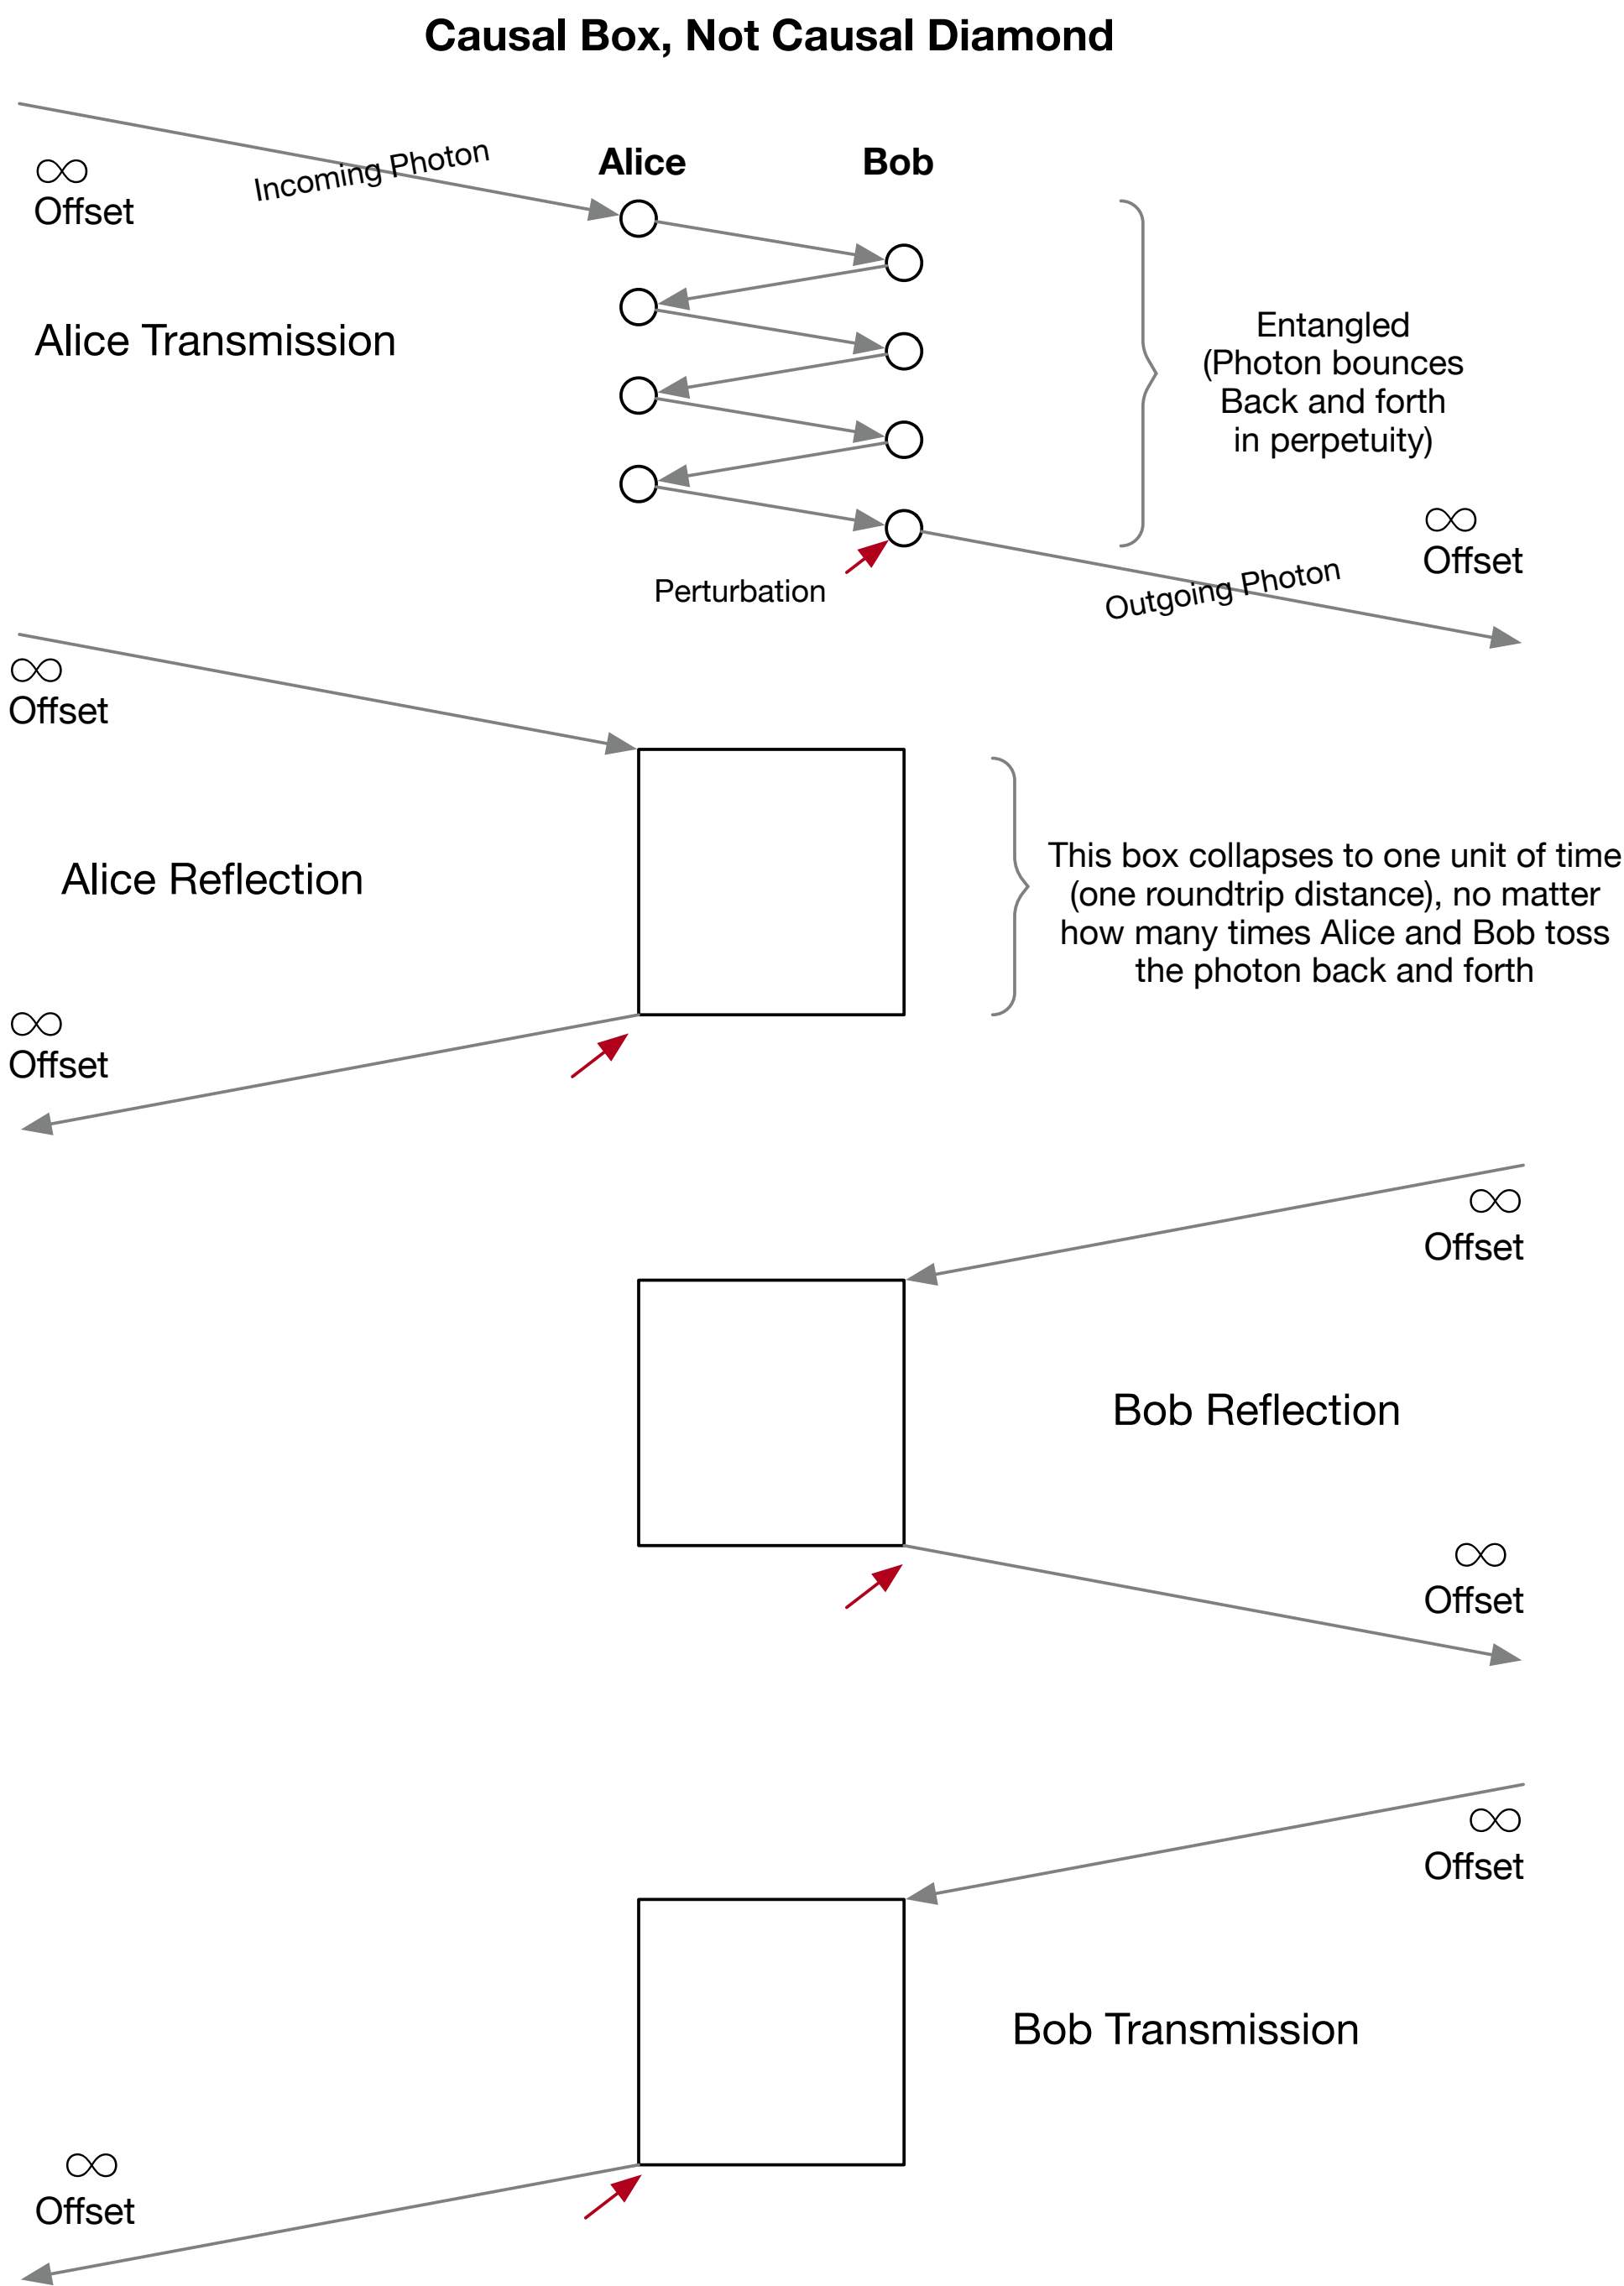 Causal Box, Not Causal Diamond
∞
Offset
Incoming Photon
Alice
Bob
Alice Transmission
Entangled
(Photon bounces
Back and forth
in perpetuity)
∞
Offset
Perturbation
Outgoing Photon
∞
Offset
Alice Reflection
This box collapses to one unit of time
(one roundtrip distance), no matter
how many times Alice and Bob toss
the photon back and forth
∞
Offset
∞
Offset
Bob Reflection
∞
Offset
∞
Offset
Bob Transmission
∞
Offset